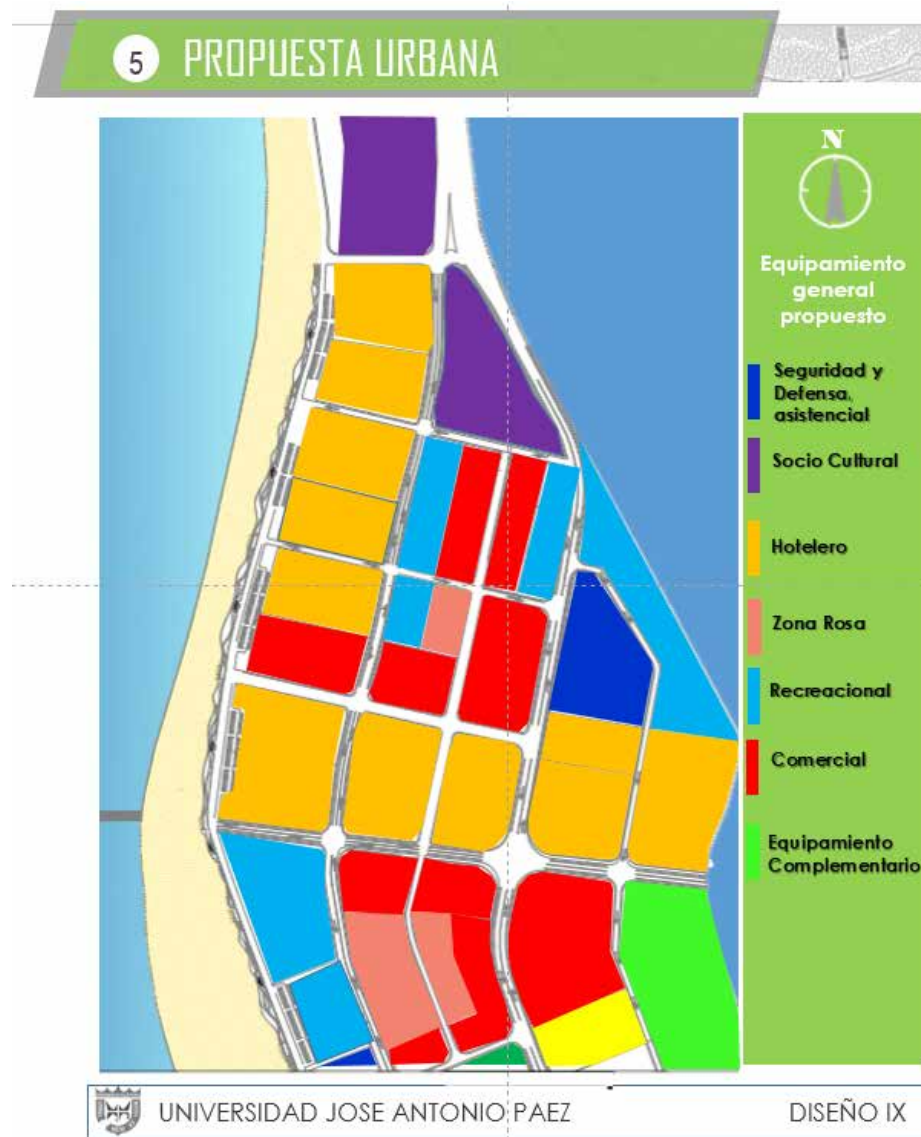 5 PROPUESTA URBANA
N
Equipamiento
general
propuesto
Seguridad y
Defensa,
asistencial
Socio Cultural
Hotelero
Zona Rosa
Recreacional
Comercial
Equipamiento
Complementario
UNIVERSIDAD JOSE ANTONIO PAEZ
DISEÑO IX